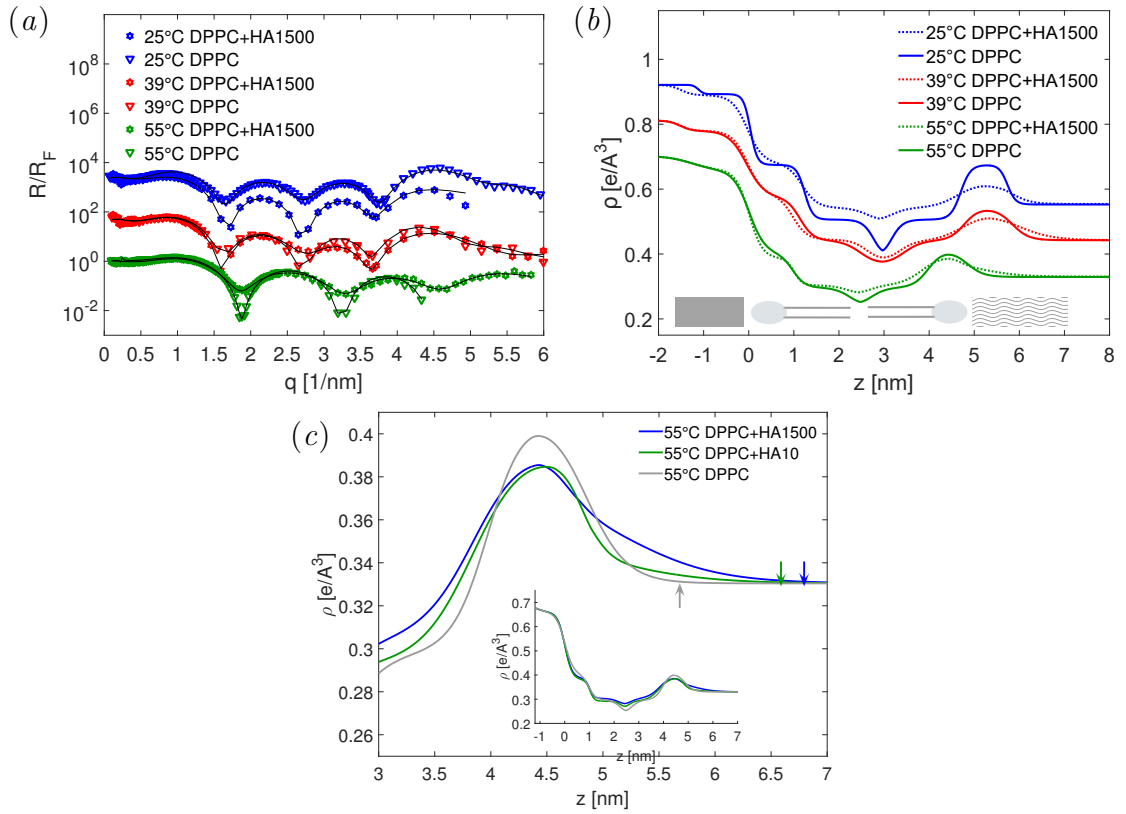 (a)
25°C DPPC+HA1500
25°C DPPC
39°C DPPC+HA1500
39°C DPPC
55°C DPPC+HA1500
55°C DPPC
R/R_F
10^8
10^6
10^4
10^2
10^0
10^-2
0 0.5 1 1.5 2 2.5 3 3.5 4 4.5 5 5.5 6
q [1/nm]
(b)
25°C DPPC+HA1500
25°C DPPC
39°C DPPC+HA1500
39°C DPPC
55°C DPPC+HA1500
55°C DPPC
ρ [e/A^3]
1
0.8
0.6
0.4
0.2
-2 -1 0 1 2 3 4 5 6 7 8
z [nm]
(c)
55°C DPPC+HA1500
55°C DPPC+HA10
55°C DPPC
ρ [e/A^3]
0.4
0.38
0.36
0.34
0.32
0.3
0.28
0.26
3 3.5 4 4.5 5 5.5 6 6.5 7
z [nm]
ρ [e/A^3]
0.7
0.6
0.5
0.4
0.3
0.2
-1 0 1 2 3 4 5 6 7
z [nm]